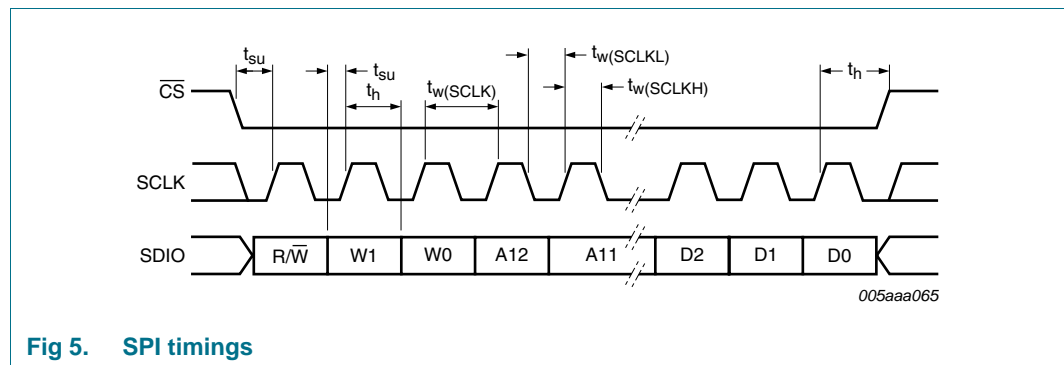 tsu
tsu
th
tw(SCLK)
tw(SCLKL)
tw(SCLKH)
th
CS
SCLK
SDIO R/W W1 W0 A12 A11 D2 D1 D0
005aaa065
Fig 5. SPI timings